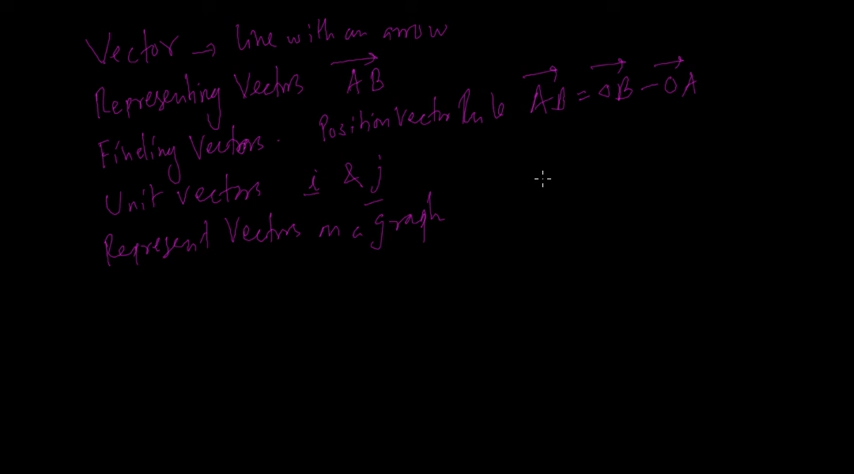 Vector → Line with an arrow
Representing Vectors AB
Finding Vectors. Position Vector Rule AB = OB - OA
Unit Vectors i & j
Represent Vectors on a graph